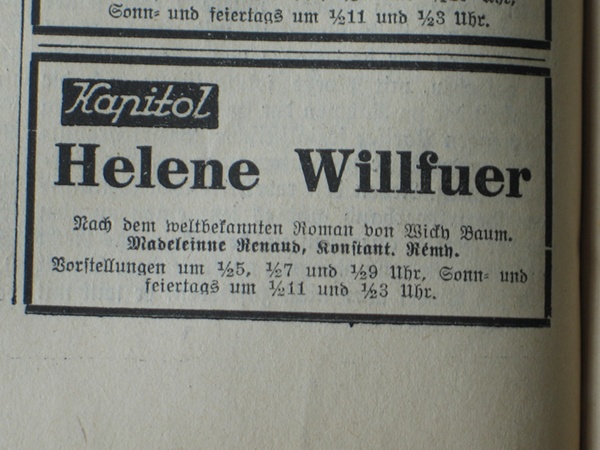 Sonn- und feiertags um ½11 und ½3 Uhr.
Kapitol
Helene Willfuer
Nach dem weltbekannten Roman von Wicky Baum.
Madeleinne Renaud, Konstant. Rémy.
Vorstellungen um ½5, ½7 und ½9 Uhr, Sonn- und
feiertags um ½11 und ½3 Uhr.